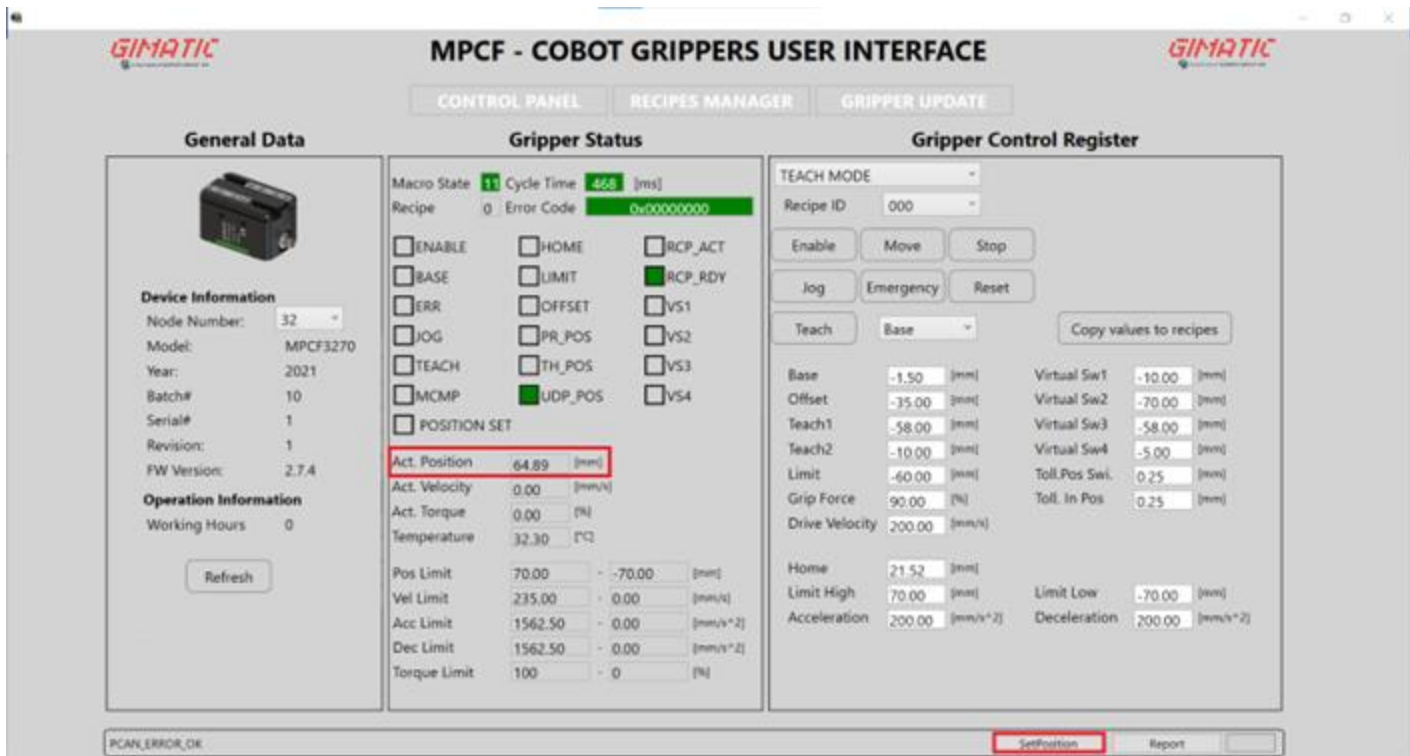 GIMATIC
MPCF - COBOT GRIPPERS USER INTERFACE
GIMATIC
CONTROL PANEL
RECIPES MANAGER
GRIPPER UPDATE
General Data
Device Information
Node Number: 32
Model: MPCF3270
Year: 2021
Batch# 10
Serial# 1
Revision: 1
FW Version: 2.7.4
Operation Information
Working Hours 0
Refresh
Gripper Status
Macro State 11 Cycle Time 468 [ms]
Recipe 0 Error Code 0x00000000
ENABLE HOME RCP_ACT
BASE LIMIT RCP_RDY
ERR OFFSET VS1
JOG PR_POS VS2
TEACH TH_POS VS3
MCMP UDP_POS VS4
POSITION SET
Act. Position 64.89 [mm]
Act. Velocity 0.00 [mm/s]
Act. Torque 0.00 [%]
Temperature 32.30 [°C]
Pos Limit 70.00 - -70.00 [mm]
Vel Limit 235.00 - 0.00 [mm/s]
Acc Limit 1562.50 - 0.00 [mm/s^2]
Dec Limit 1562.50 - 0.00 [mm/s^2]
Torque Limit 100 - 0 [%]
Gripper Control Register
TEACH MODE
Recipe ID 000
Enable Move Stop
Jog Emergency Reset
Teach Base Copy values to recipes
Base -1.50 [mm] Virtual Sw1 -10.00 [mm]
Offset -35.00 [mm] Virtual Sw2 -70.00 [mm]
Teach1 -58.00 [mm] Virtual Sw3 -58.00 [mm]
Teach2 -10.00 [mm] Virtual Sw4 -5.00 [mm]
Limit -60.00 [mm] Toll.Pos Swi. 0.25 [mm]
Grip Force 90.00 [%] Toll. In Pos 0.25 [mm]
Drive Velocity 200.00 [mm/s]
Home 21.52 [mm]
Limit High 70.00 [mm] Limit Low -70.00 [mm]
Acceleration 200.00 [mm/s^2] Deceleration 200.00 [mm/s^2]
PCAN_ERROR_OK SetPosition Report